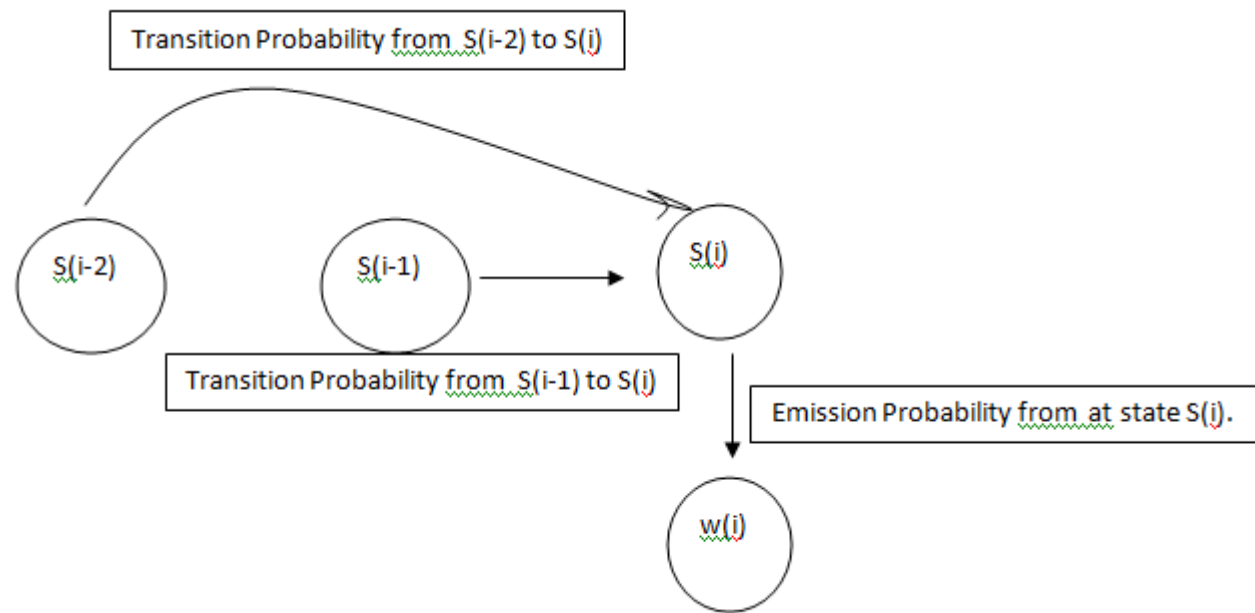 Transition Probability from S(i-2) to S(i)
S(i-2)
S(i-1)
S(i)
Transition Probability from S(i-1) to S(i)
Emission Probability from at state S(i).
w(i)